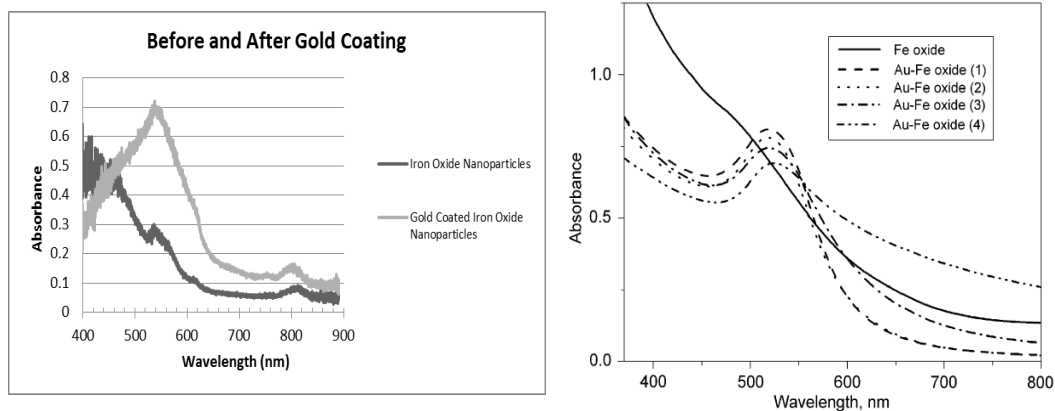 Before and After Gold Coating
Absorbance
0.8
0.7
0.6
0.5
0.4
0.3
0.2
0.1
0
400 500 600 700 800 900
Wavelength (nm)
Iron Oxide Nanoparticles
Gold Coated Iron Oxide
Nanoparticles
Absorbance
1.0
0.5
0.0
400 500 600 700 800
Wavelength, nm
Fe oxide
Au-Fe oxide (1)
Au-Fe oxide (2)
Au-Fe oxide (3)
Au-Fe oxide (4)